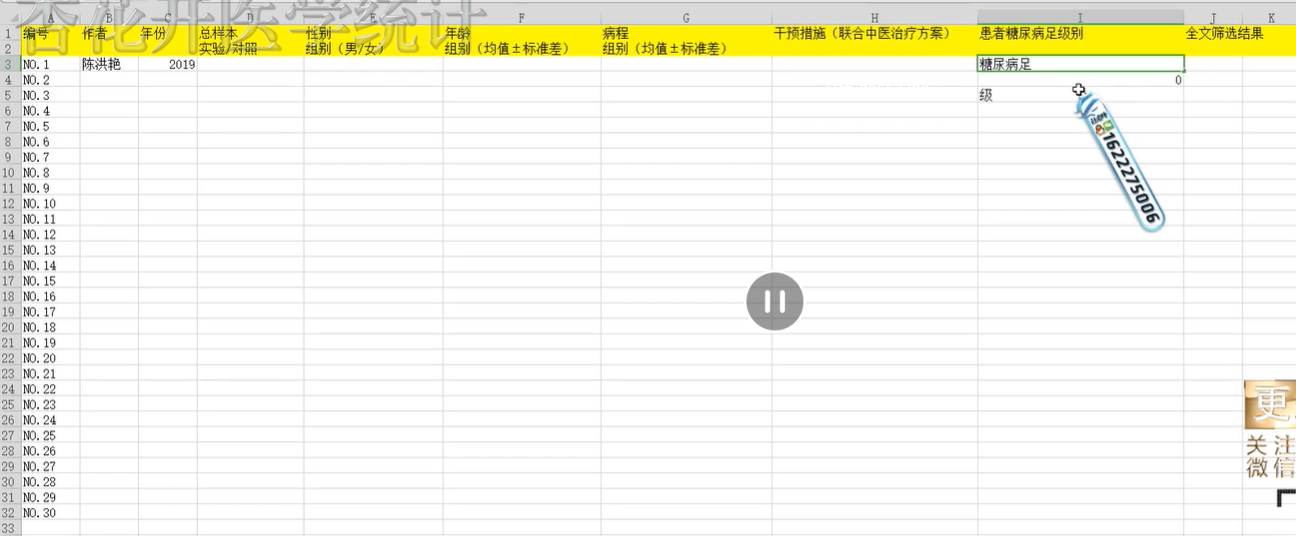 杏花开医学统计
A B C D E F G H I J K
1 编号 作者 年份 总样本 性别 年龄 病程 干预措施（联合中医治疗方案） 患者糖尿病足级别 全文筛选结果
2 实验/对照 组别（男/女） 组别（均值±标准差） 组别（均值±标准差）
3 NO.1 陈洪艳 2019 糖尿病足
4 NO.2 0
5 NO.3 级
6 NO.4
7 NO.5
8 NO.6
9 NO.7
10 NO.8
11 NO.9
12 NO.10
13 NO.11
14 NO.12
15 NO.13
16 NO.14
17 NO.15
18 NO.16
19 NO.17
20 NO.18
21 NO.19
22 NO.20
23 NO.21
24 NO.22
25 NO.23
26 NO.24
27 NO.25
28 NO.26
29 NO.27
30 NO.28
31 NO.29
32 NO.30
33
1622275006
更
关注
微信